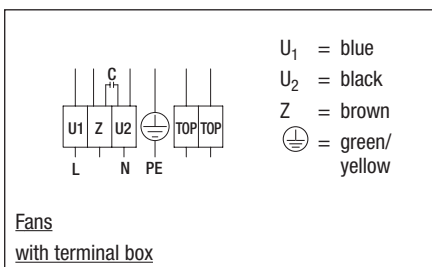 C
U1 Z U2 TOP TOP
L N PE
U₁ = blue
U₂ = black
Z = brown
= green/
yellow
Fans
with terminal box